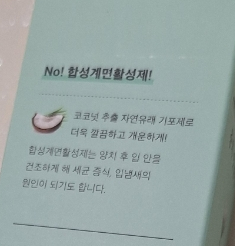 No! 합성계면활성제!
코코넛 추출 자연유래 기포제로
더욱 깔끔하고 개운하게!
합성계면활성제는 양치 후 입 안을
건조하게 해 세균 증식, 입냄새의
원인이 되기도 합니다.